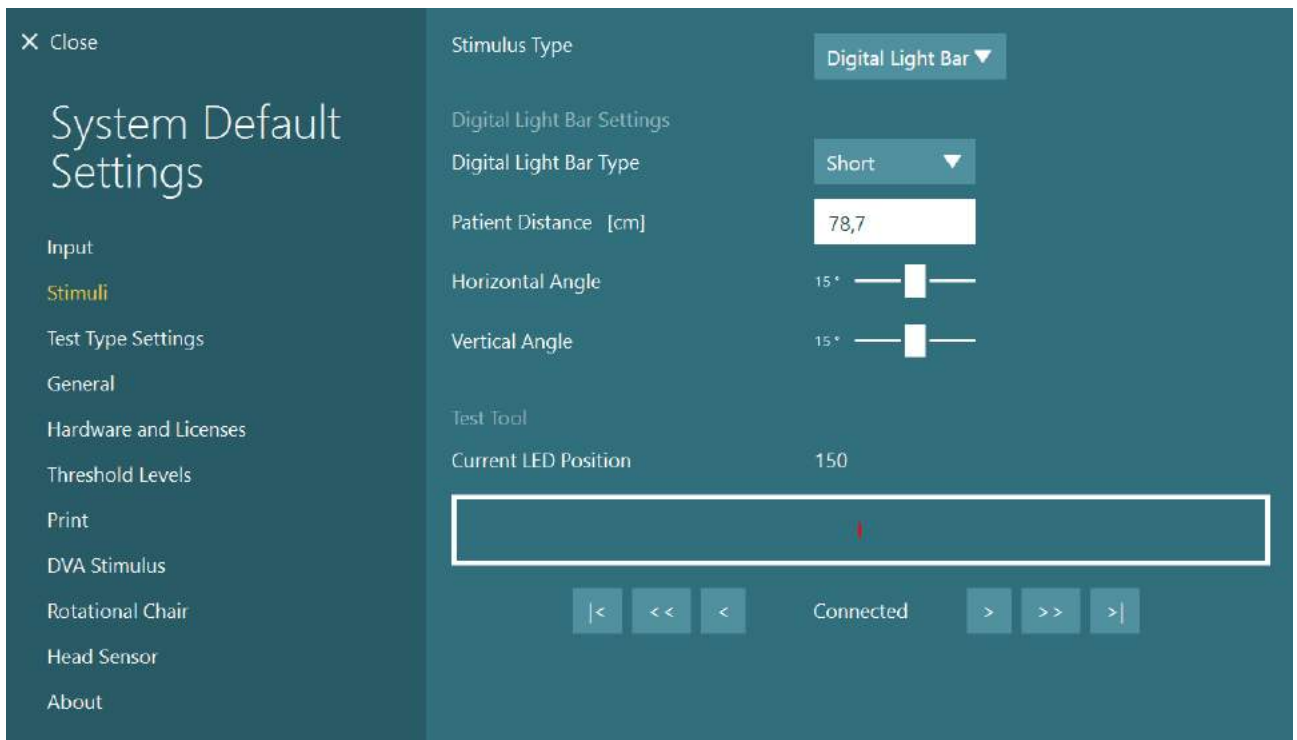 ✕ Close
System Default
Settings
Input
Stimuli
Test Type Settings
General
Hardware and Licenses
Threshold Levels
Print
DVA Stimulus
Rotational Chair
Head Sensor
About
Stimulus Type Digital Light Bar ▼
Digital Light Bar Settings
Digital Light Bar Type Short ▼
Patient Distance [cm] 78,7
Horizontal Angle 15°
Vertical Angle 15°
Test Tool
Current LED Position 150
|< << < Connected > >> >|